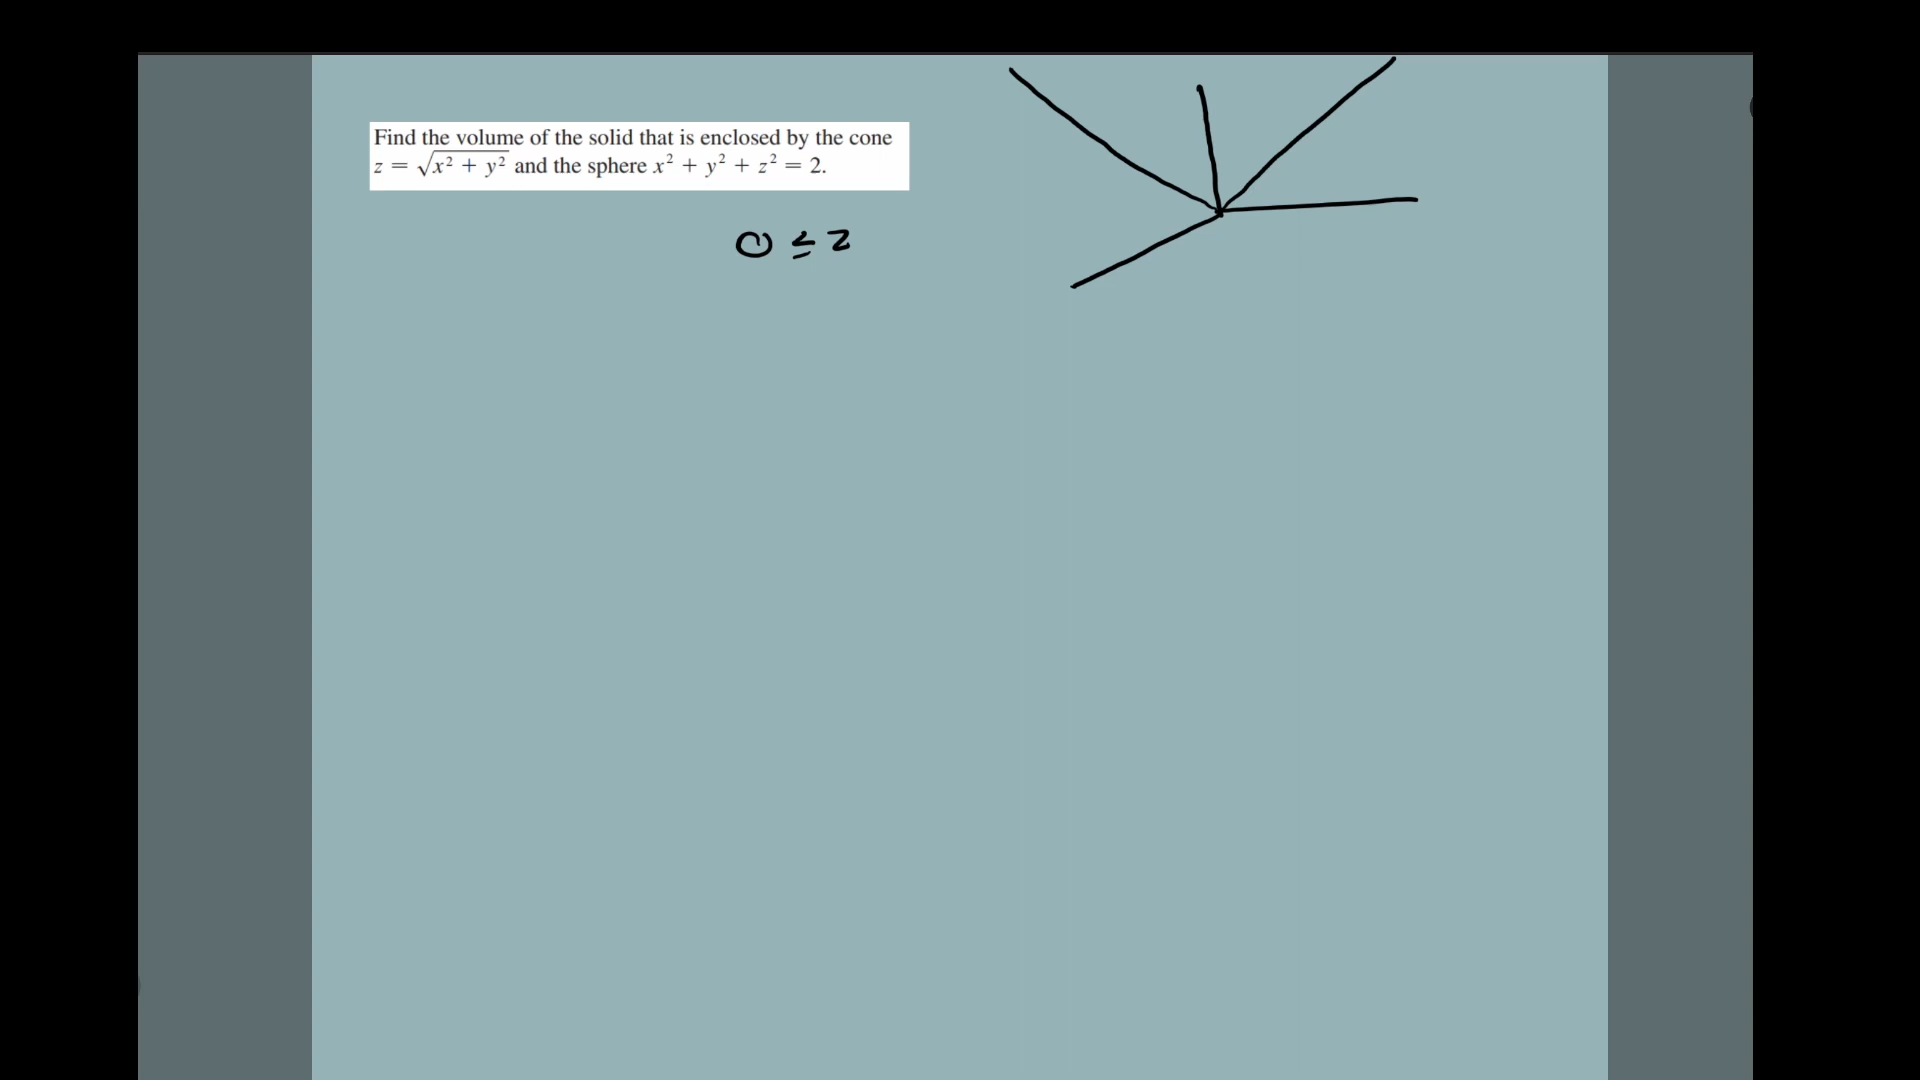 Find the volume of the solid that is enclosed by the cone
z = √(x² + y²) and the sphere x² + y² + z² = 2.
0 ≤ z